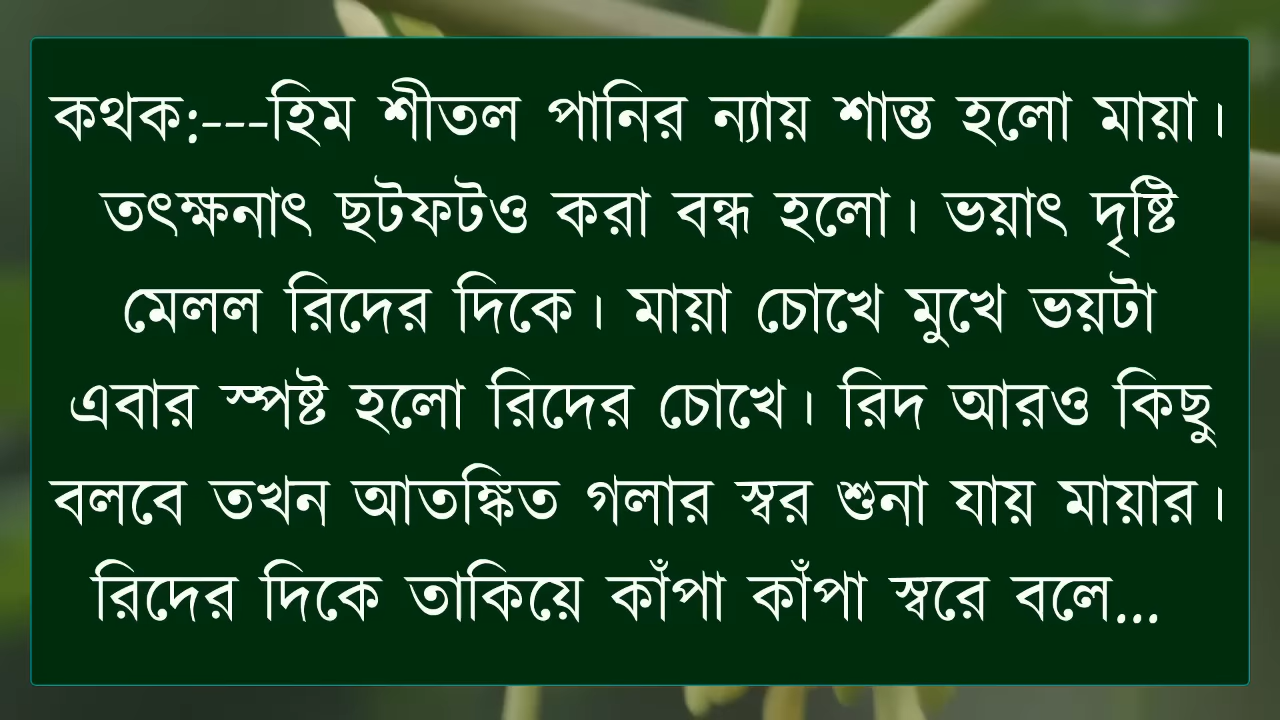 কথক:---হিম শীতল পানির ন্যায় শান্ত হলো মায়া।
তৎক্ষনাৎ ছটফটও করা বন্ধ হলো। ভয়াৎ দৃষ্টি
মেলল রিদের দিকে। মায়া চোখে মুখে ভয়টা
এবার স্পষ্ট হলো রিদের চোখে। রিদ আরও কিছু
বলবে তখন আতঙ্কিত গলার স্বর শুনা যায় মায়ার।
রিদের দিকে তাকিয়ে কাঁপা কাঁপা স্বরে বলে...